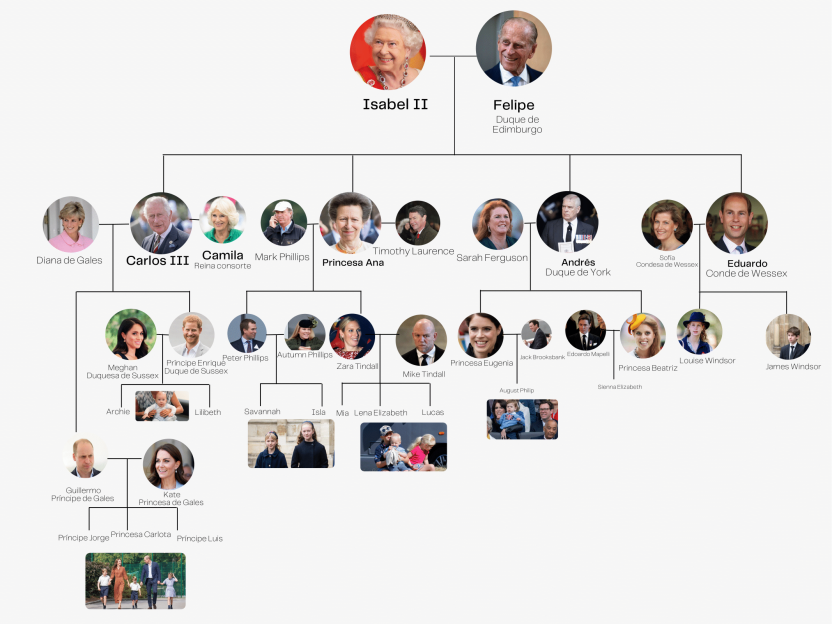 Isabel II
Felipe
Duque de
Edimburgo
Diana de Gales
Carlos III
Camila
Reina consorte
Mark Phillips
Princesa Ana
Timothy Laurence
Sarah Ferguson
Andrés
Duque de York
Sofía
Condesa de Wessex
Eduardo
Conde de Wessex
Meghan
Duquesa de Sussex
Príncipe Enrique
Duque de Sussex
Peter Phillips
Autumn Phillips
Zara Tindall
Mike Tindall
Princesa Eugenia
Jack Brooksbank
Edoardo Mapelli
Princesa Beatriz
Louise Windsor
James Windsor
Archie
Lilibeth
Savannah
Isla
Mia
Lena Elizabeth
Lucas
August Philip
Sienna Elizabeth
Guillermo
Príncipe de Gales
Kate
Princesa de Gales
Príncipe Jorge
Princesa Carlota
Príncipe Luis